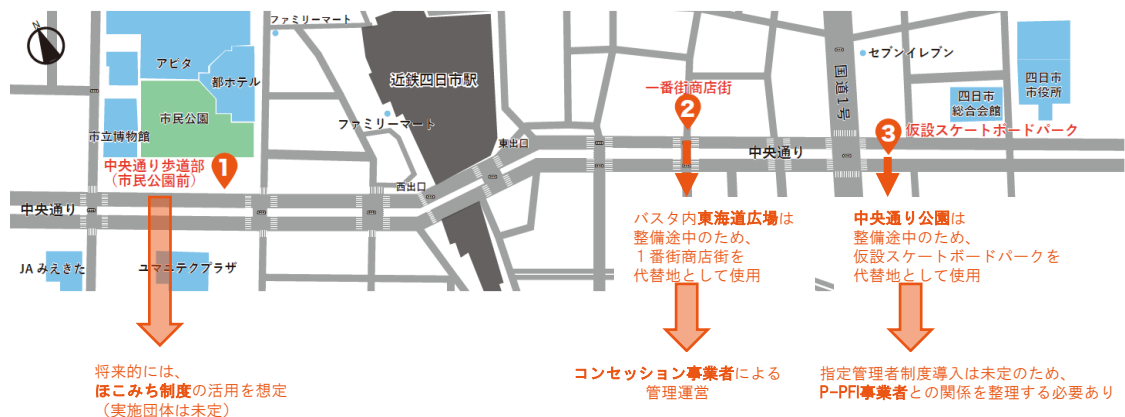 N
ファミリーマート
アピタ
都ホテル
市民公園
市立博物館
中央通り歩道部
（市民公園前）
1
中央通り
JAみえきた
ユマニテクプラザ
近鉄四日市駅
ファミリーマート
東出口
西出口
一番街商店街
2
中央通り
国道1号
セブンイレブン
四日市
総合会館
四日市
市役所
3
仮設スケートボードパーク
バスタ内東海道広場は
整備途中のため、
１番街商店街を
代替地として使用
中央通り公園は
整備途中のため、
仮設スケートボードパークを
代替地として使用
将来的には、
ほこみち制度の活用を想定
（実施団体は未定）
コンセッション事業者による
管理運営
指定管理者制度導入は未定のため、
P-PFI事業者との関係を整理する必要あり